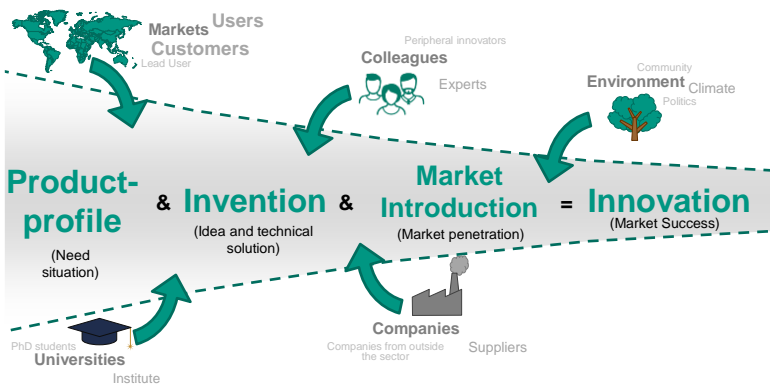 Markets
Users
Customers
Lead User
Peripheral innovators
Colleagues
Experts
Community
Environment
Climate
Politics
Product-
profile
(Need
situation)
&
Invention
(Idea and technical
solution)
&
Market
Introduction
(Market penetration)
=
Innovation
(Market Success)
PhD students
Universities
Institute
Companies
Companies from outside
the sector
Suppliers